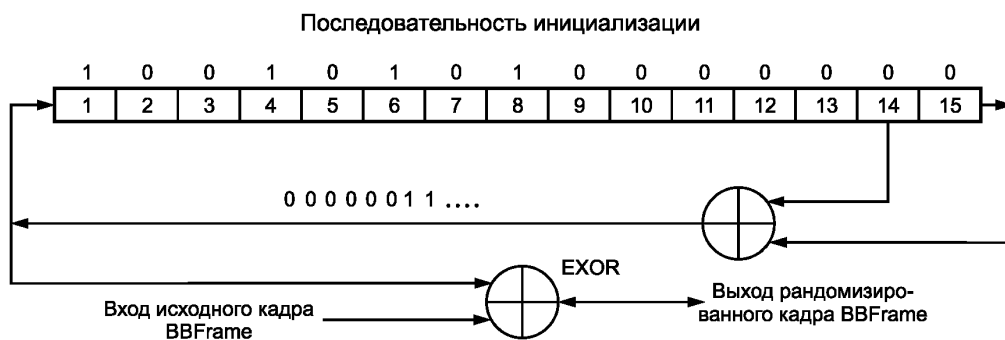 Последовательность инициализации
1 0 0 1 0 1 0 1 0 0 0 0 0 0 0
1 2 3 4 5 6 7 8 9 10 11 12 13 14 15
0 0 0 0 0 0 1 1 ....
EXOR
Вход исходного кадра
BBFrame
Выход рандомизиро-
ванного кадра BBFrame